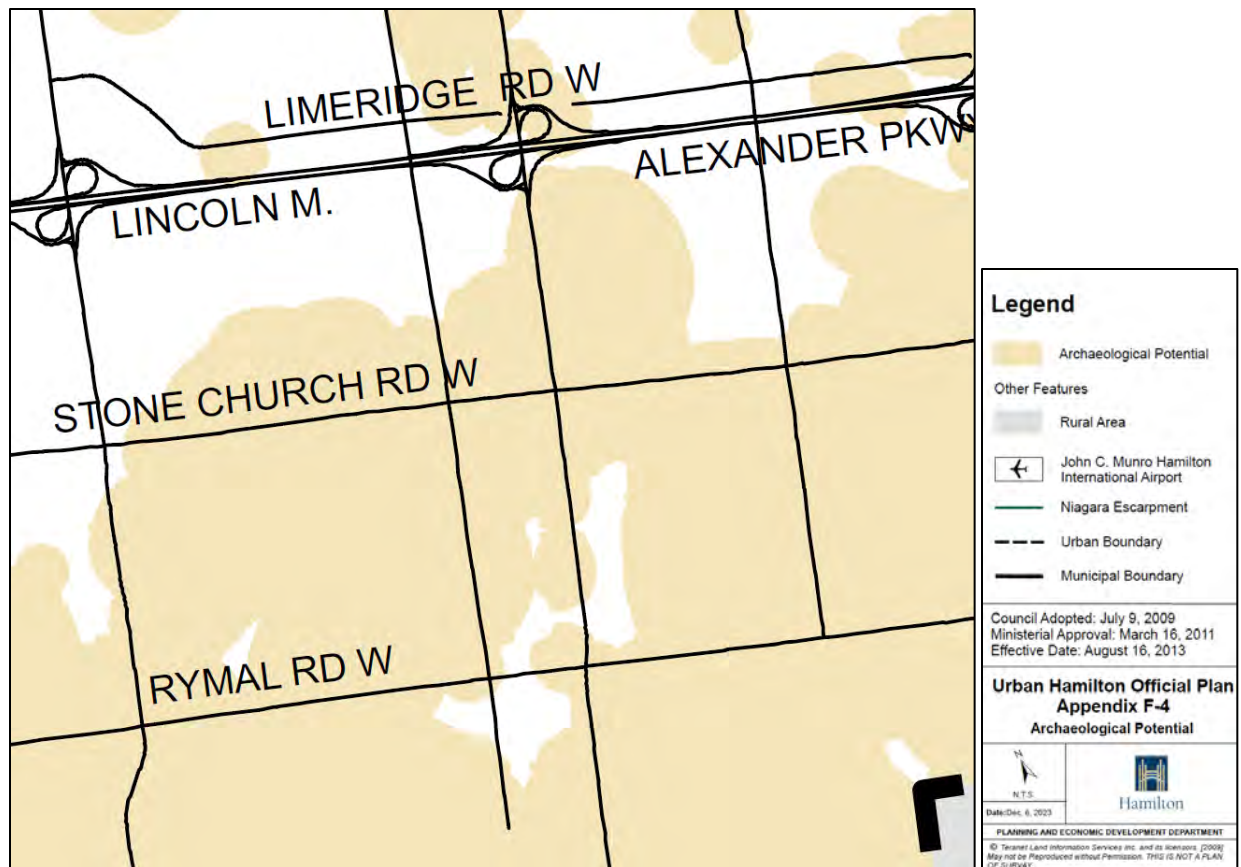 LIMERIDGE RD W
ALEXANDER PKWY
LINCOLN M.
STONE CHURCH RD W
RYMAL RD W
Legend
Archaeological Potential
Other Features
Rural Area
John C. Munro Hamilton
International Airport
Niagara Escarpment
Urban Boundary
Municipal Boundary
Council Adopted: July 9, 2009
Ministerial Approval: March 16, 2011
Effective Date: August 16, 2013
Urban Hamilton Official Plan
Appendix F-4
Archaeological Potential
N
N.T.S.
Hamilton
Date:Dec. 6, 2023
PLANNING AND ECONOMIC DEVELOPMENT DEPARTMENT
© Teranet Land Information Services Inc. and its licensors. [2009]
May not be Reproduced without Permission. THIS IS NOT A PLAN
OF SURVAY